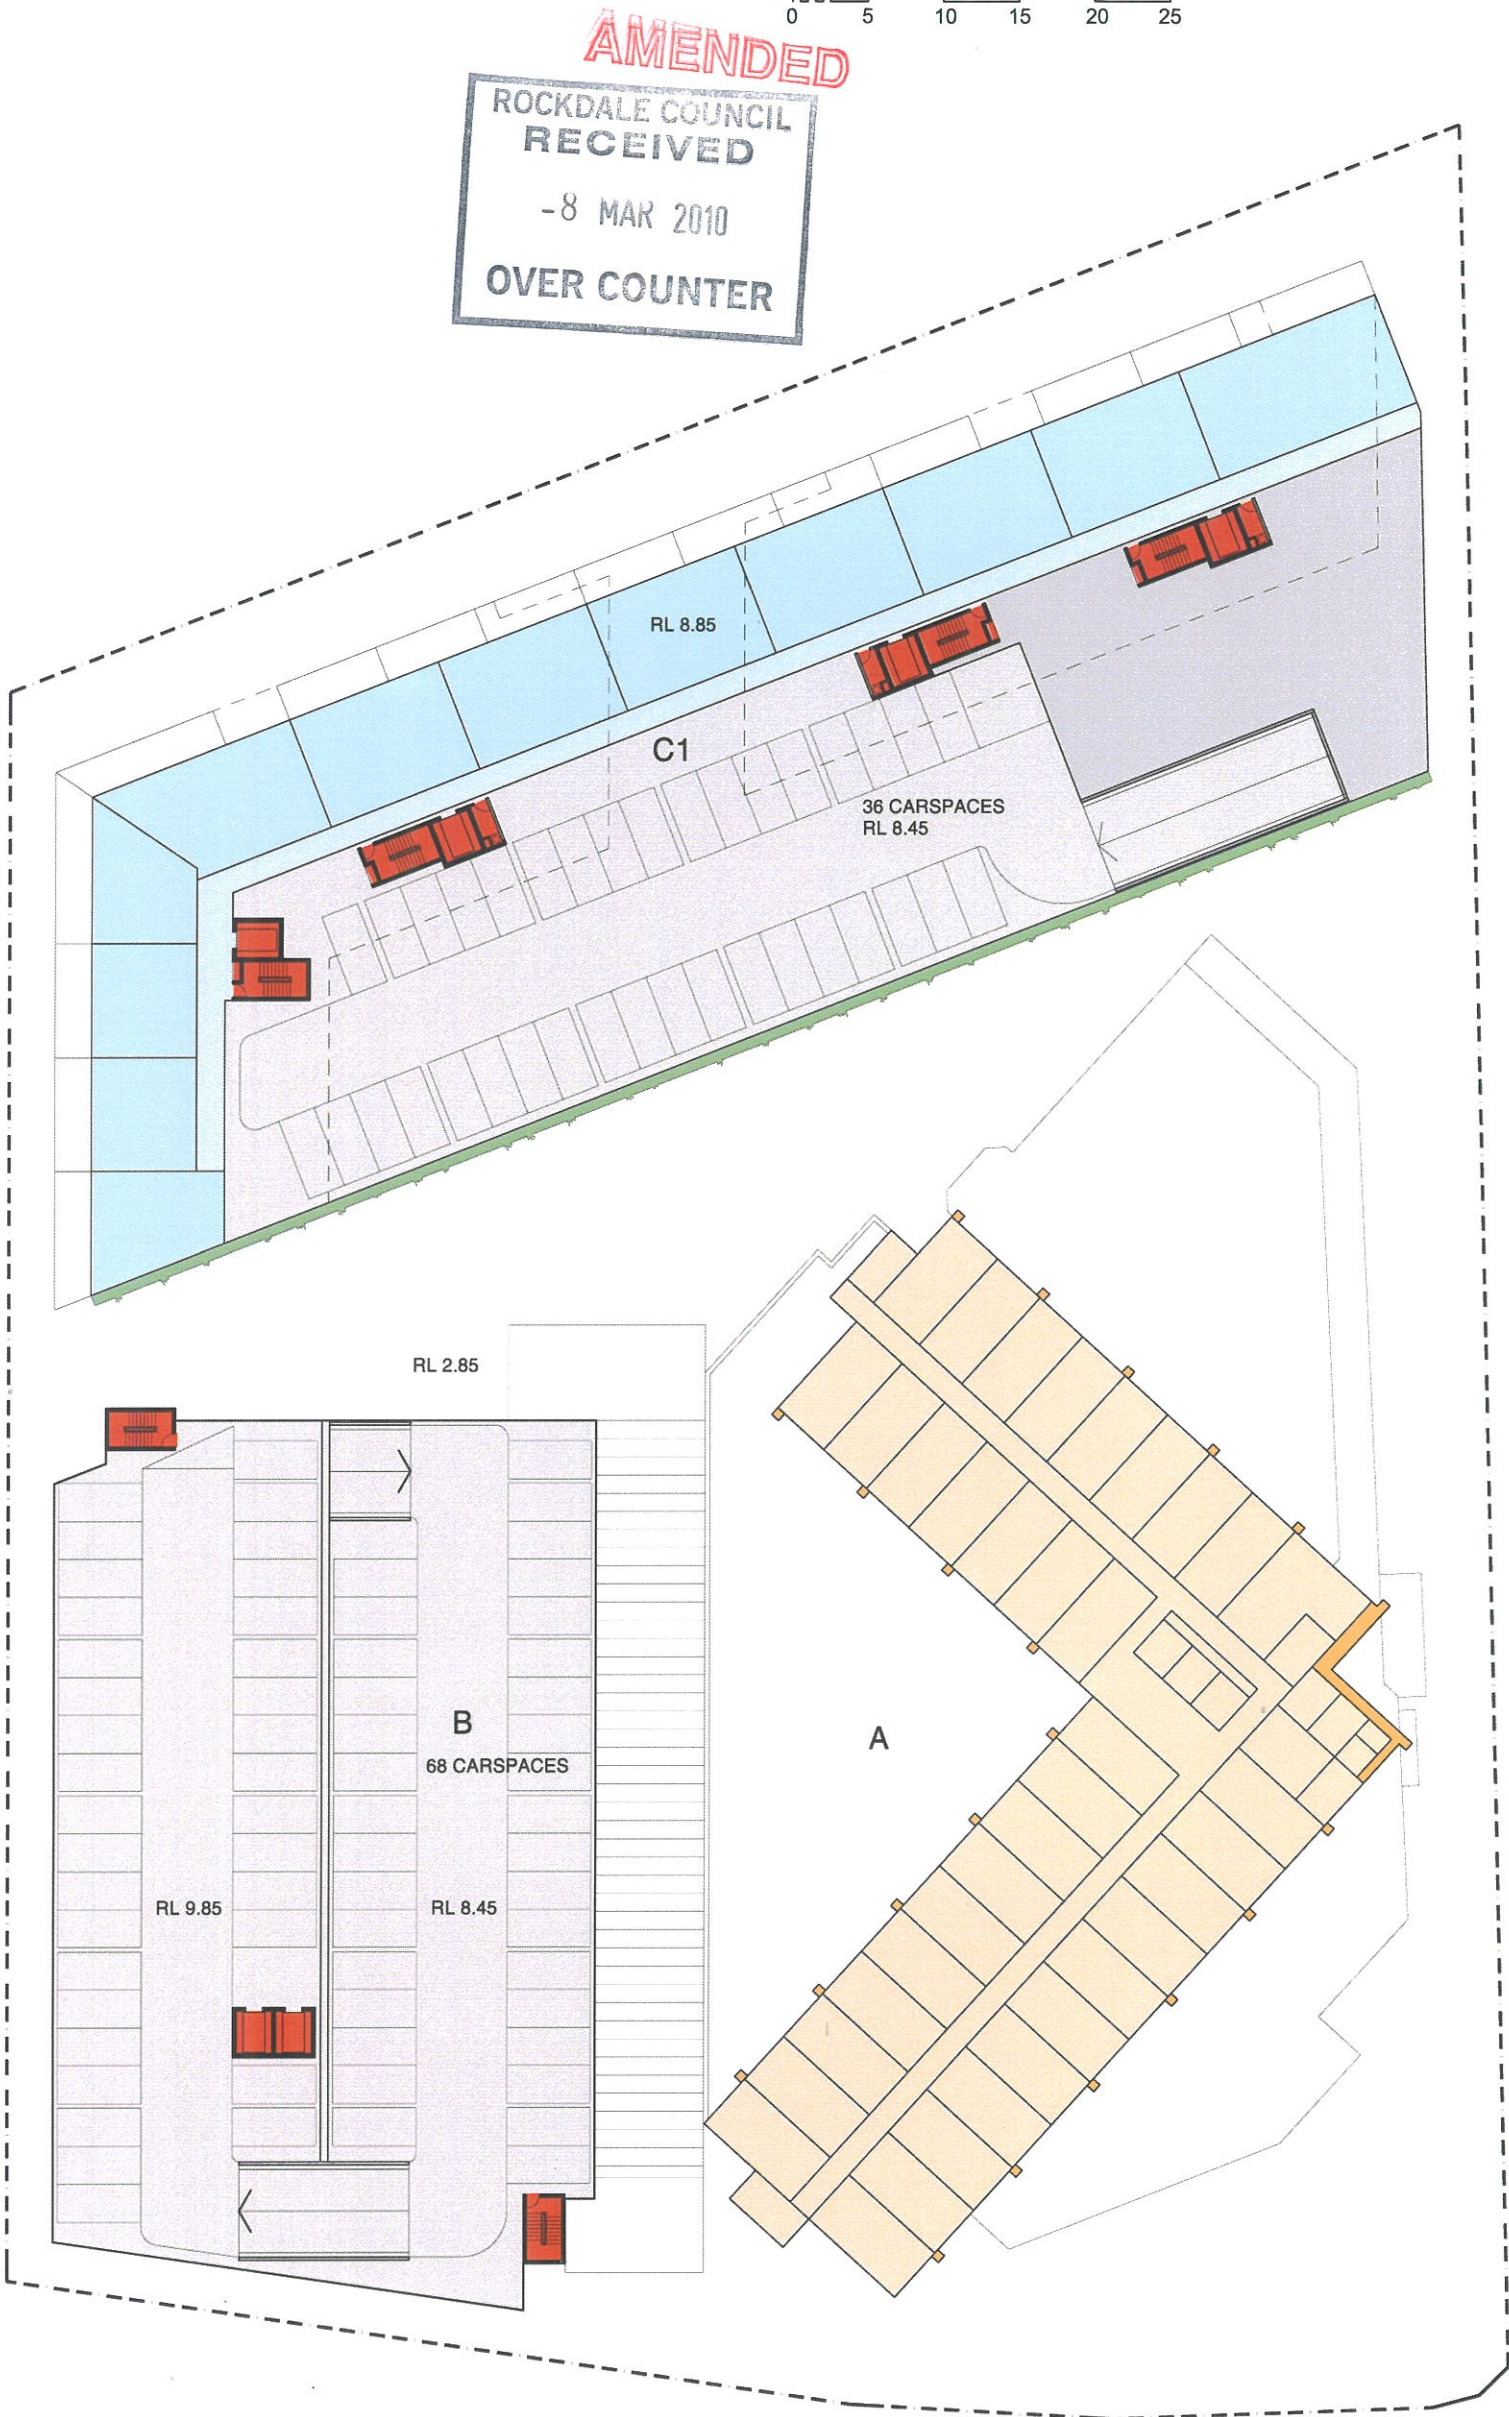 0 5 10 15 20 25
AMENDED
ROCKDALE COUNCIL
RECEIVED
-8 MAR 2010
OVER COUNTER
RL 8.85
C1
36 CARSPACES
RL 8.45
RL 2.85
B
68 CARSPACES
A
RL 9.85
RL 8.45